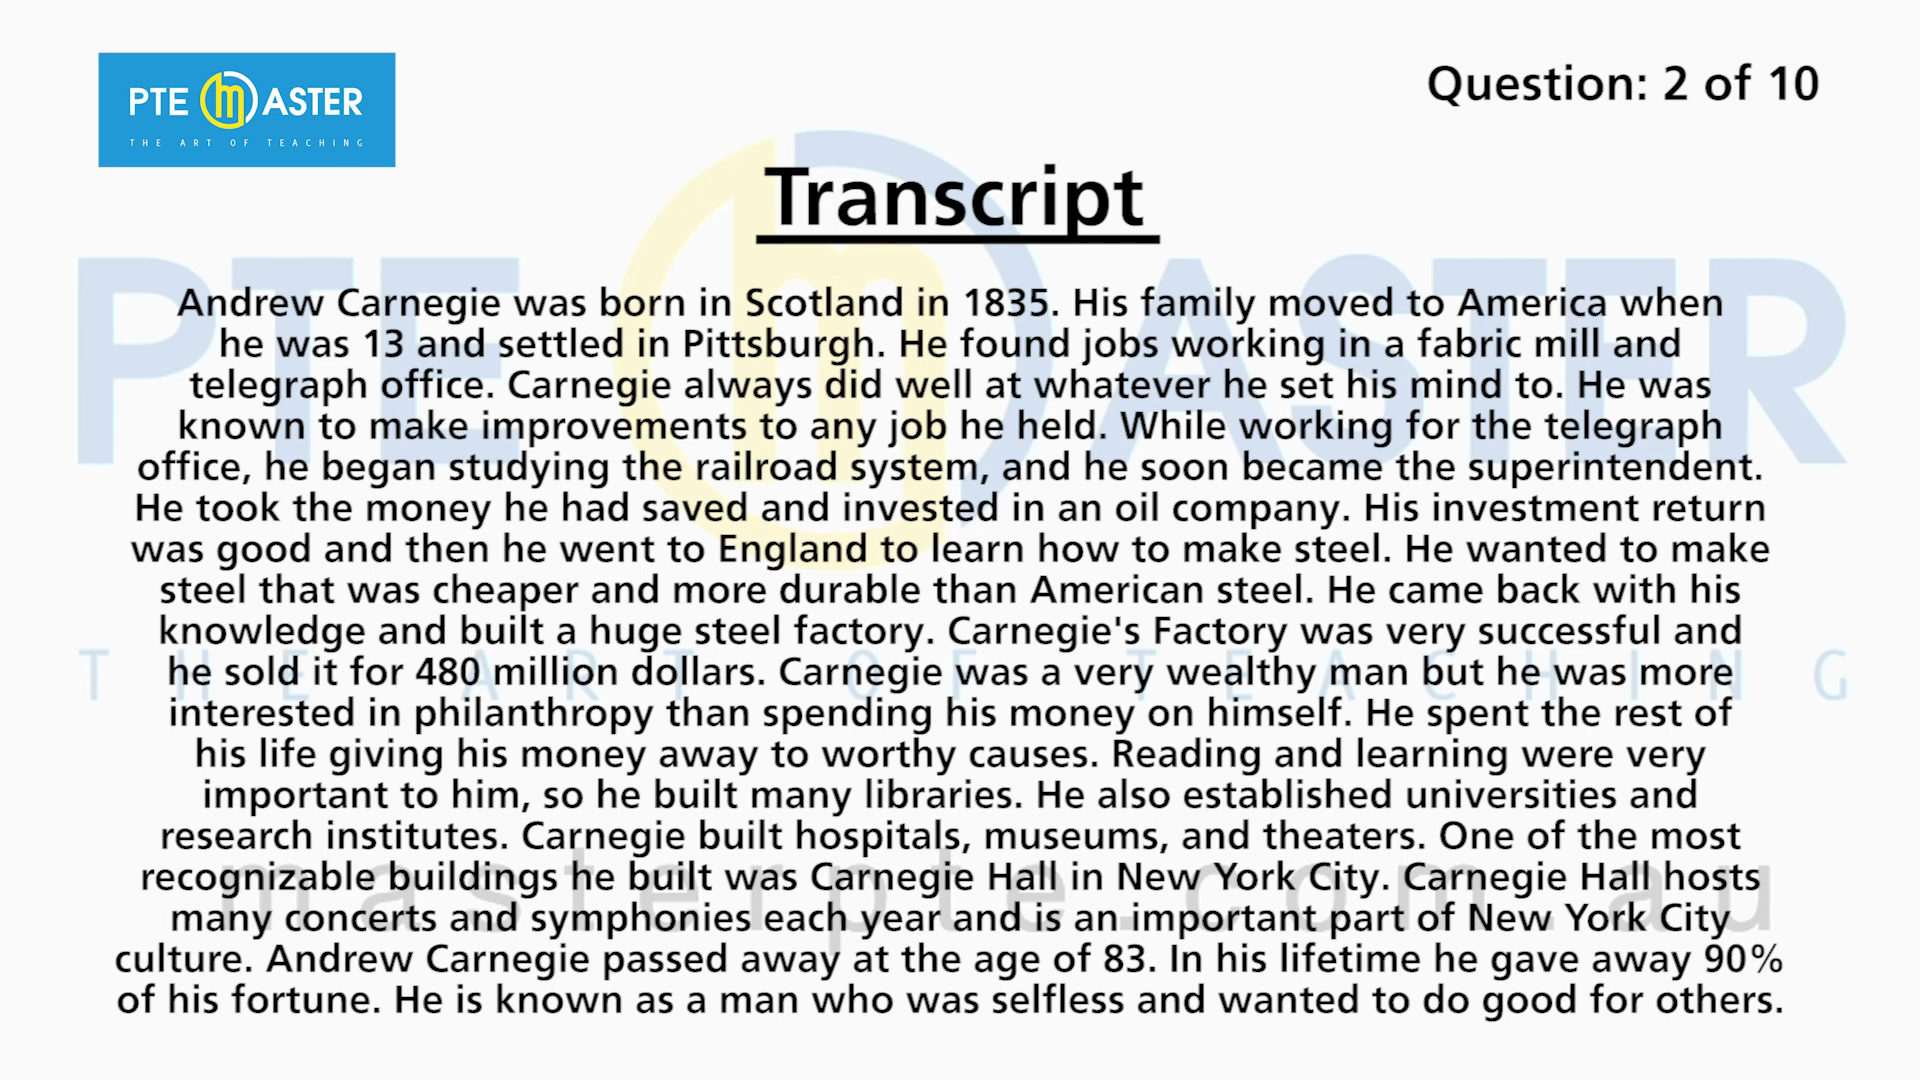 PTE MASTER
THE ART OF TEACHING
Question: 2 of 10
Transcript
Andrew Carnegie was born in Scotland in 1835. His family moved to America when
he was 13 and settled in Pittsburgh. He found jobs working in a fabric mill and
telegraph office. Carnegie always did well at whatever he set his mind to. He was
known to make improvements to any job he held. While working for the telegraph
office, he began studying the railroad system, and he soon became the superintendent.
He took the money he had saved and invested in an oil company. His investment return
was good and then he went to England to learn how to make steel. He wanted to make
steel that was cheaper and more durable than American steel. He came back with his
knowledge and built a huge steel factory. Carnegie's Factory was very successful and
he sold it for 480 million dollars. Carnegie was a very wealthy man but he was more
interested in philanthropy than spending his money on himself. He spent the rest of
his life giving his money away to worthy causes. Reading and learning were very
important to him, so he built many libraries. He also established universities and
research institutes. Carnegie built hospitals, museums, and theaters. One of the most
recognizable buildings he built was Carnegie Hall in New York City. Carnegie Hall hosts
many concerts and symphonies each year and is an important part of New York City
culture. Andrew Carnegie passed away at the age of 83. In his lifetime he gave away 90%
of his fortune. He is known as a man who was selfless and wanted to do good for others.
PTE MASTER
THE ART OF TEACHING
masterpte.com.au